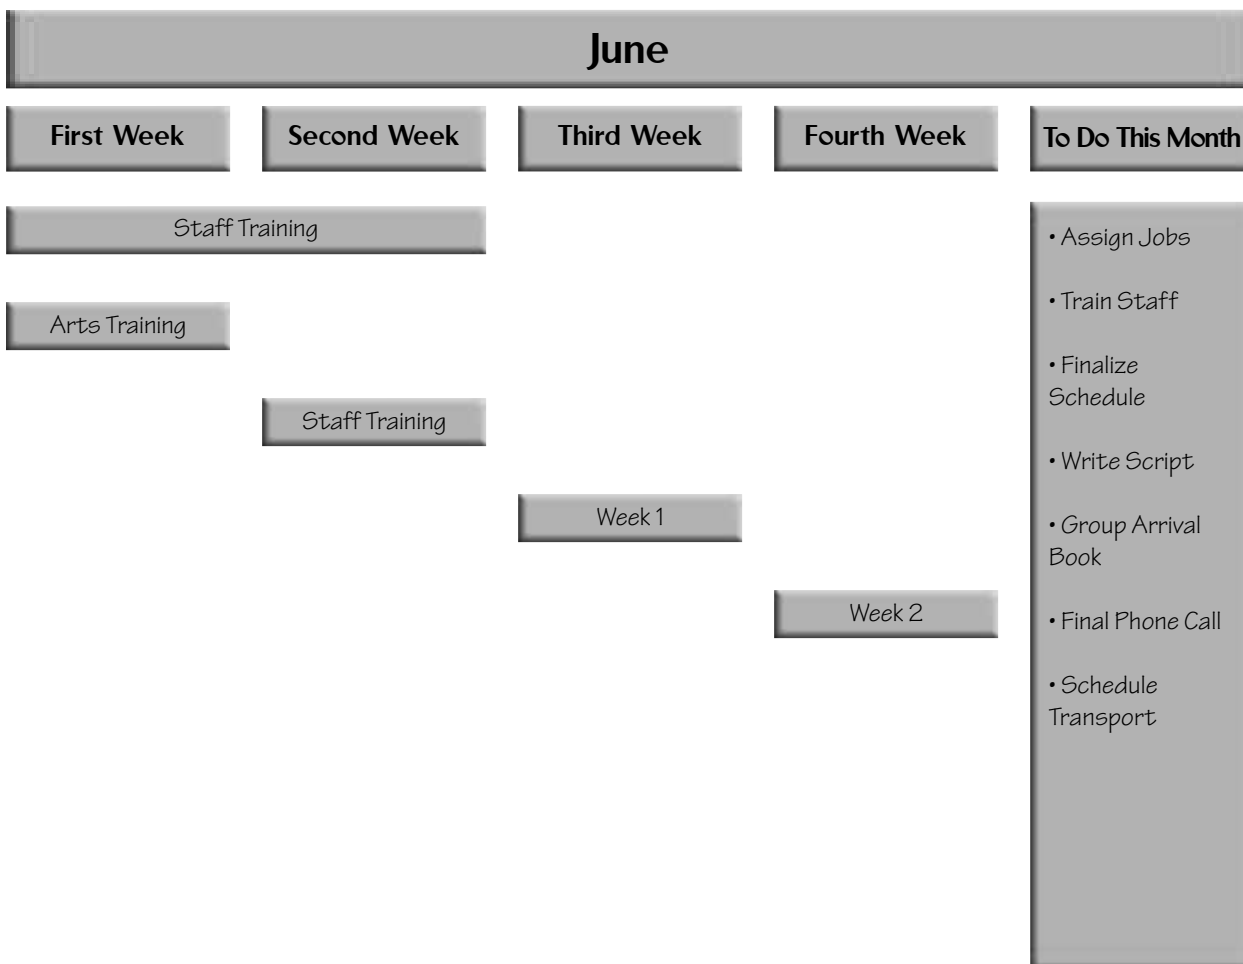 June
First Week
Second Week
Third Week
Fourth Week
To Do This Month
Staff Training
Arts Training
Staff Training
Week 1
Week 2
• Assign Jobs
• Train Staff
• Finalize
Schedule
• Write Script
• Group Arrival
Book
• Final Phone Call
• Schedule
Transport